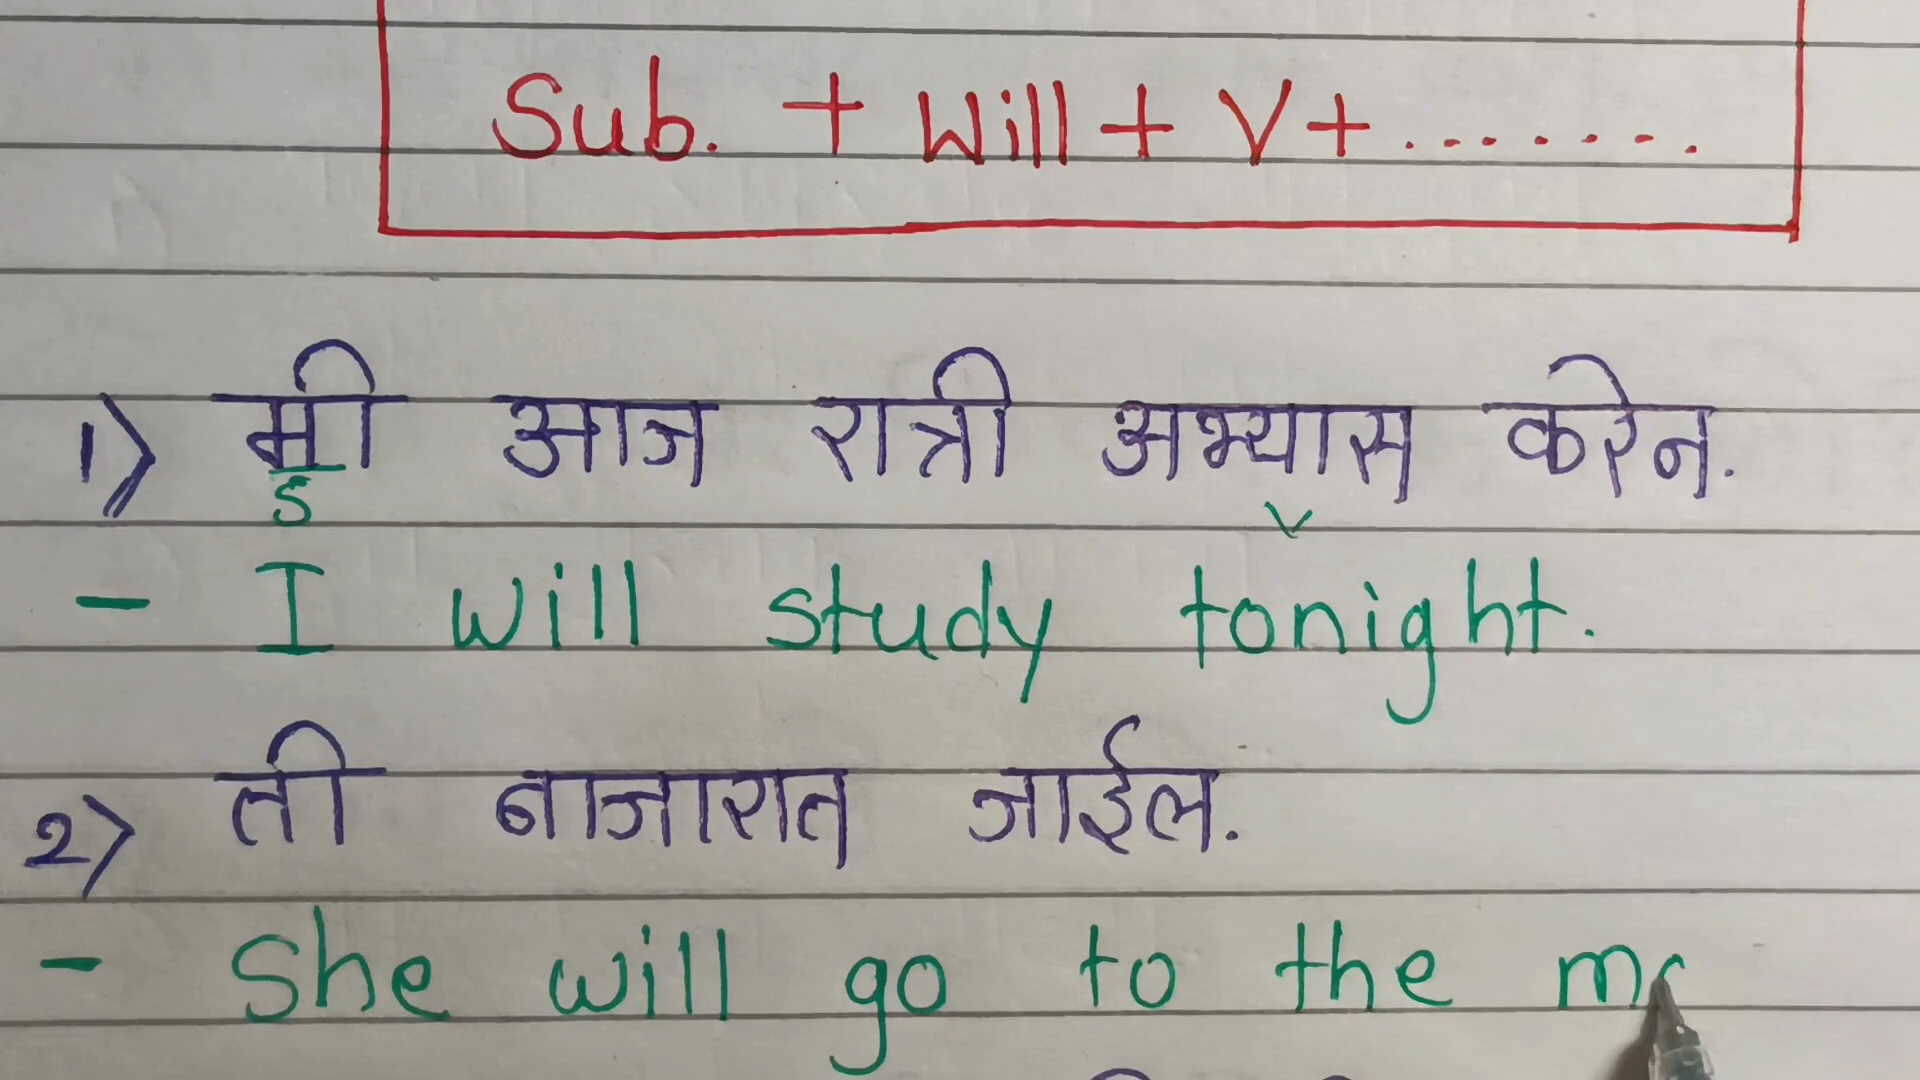 Sub. + Will + V + ........
1) मी आज रात्री अभ्यास करेन.
S V
- I will study tonight.
2) ती बाजारात जाईल.
- She will go to the